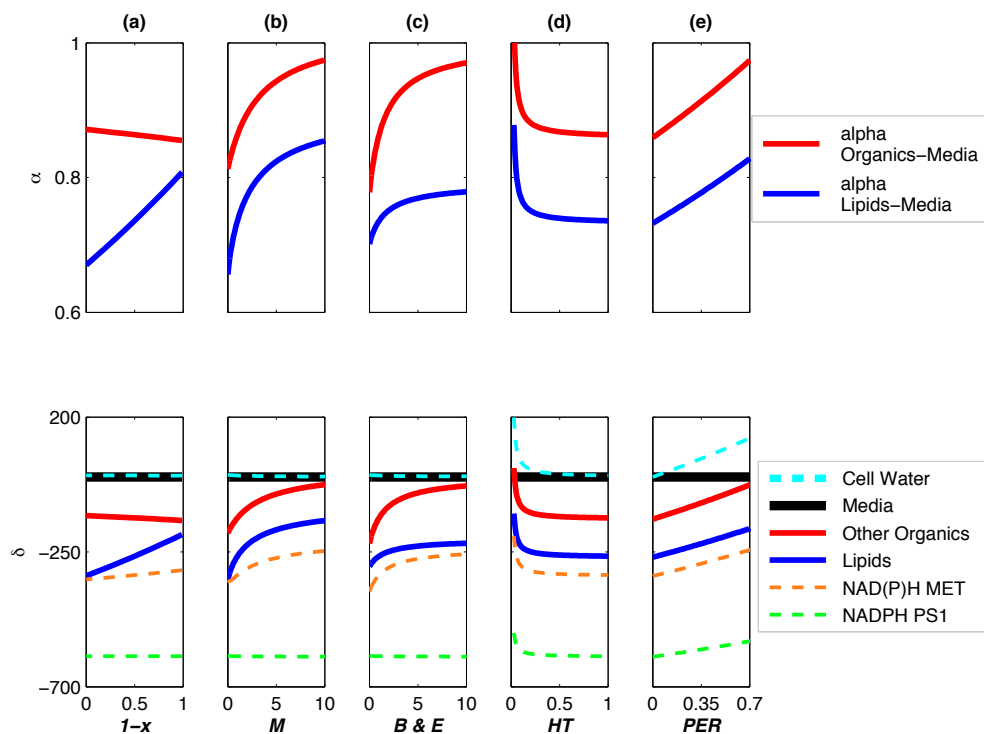 (a) (b) (c) (d) (e)
1
0.8
0.6
α
alpha
Organics−Media
alpha
Lipids−Media
200
−250
−700
δ
Cell Water
Media
Other Organics
Lipids
NAD(P)H MET
NADPH PS1
0 0.5 1 0 5 10 0 5 10 0 0.5 1 0 0.35 0.7
1−x M B & E HT PER